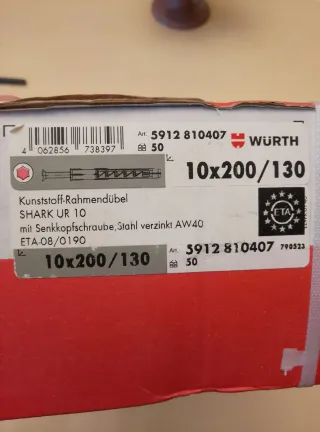 Art. 5912 810407 WÜRTH
4 062856 738397
50
10x200/130
Kunststoff-Rahmendübel
SHARK UR 10
mit Senkkopfschraube,Stahl verzinkt AW40
ETA-08/0190
ETA
10x200/130
Art. 5912 810407 790523
50